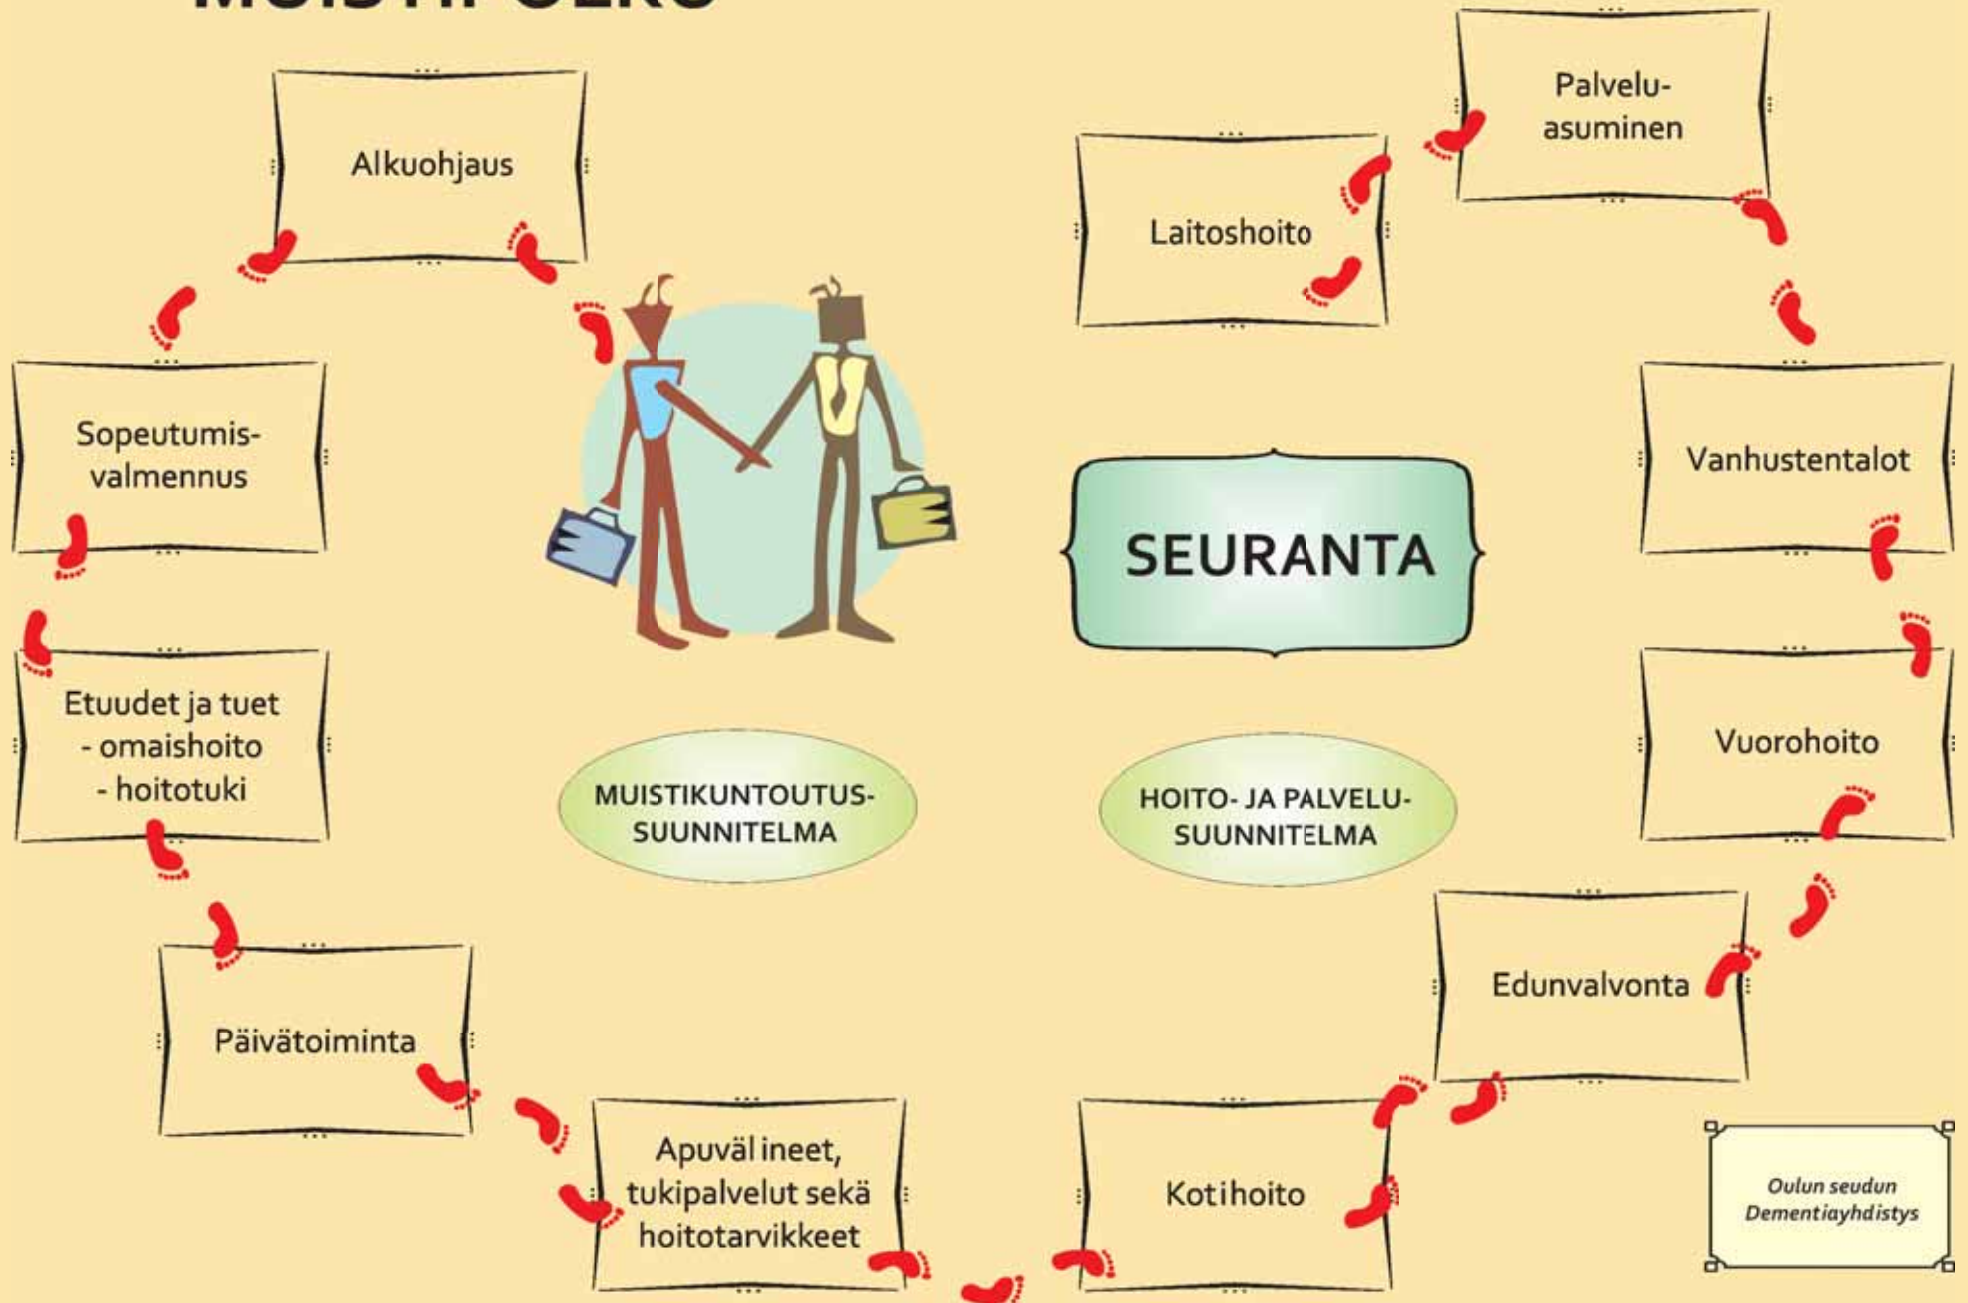 MUISTIPOLKU
Alkuohjaus
Sopeutumis-
valmennus
Etuudet ja tuet
- omaishoito
- hoitotuki
Päivätoiminta
Apuvälineet,
tukipalvelut sekä
hoitotarvikkeet
Kotihoito
Edunvalvonta
Vuorohoito
Vanhustentalot
Palvelu-
asuminen
Laitoshoito
SEURANTA
MUISTIKUNTOUTUS-
SUUNNITELMA
HOITO- JA PALVELU-
SUUNNITELMA
Oulun seudun
Dementiayhdistys